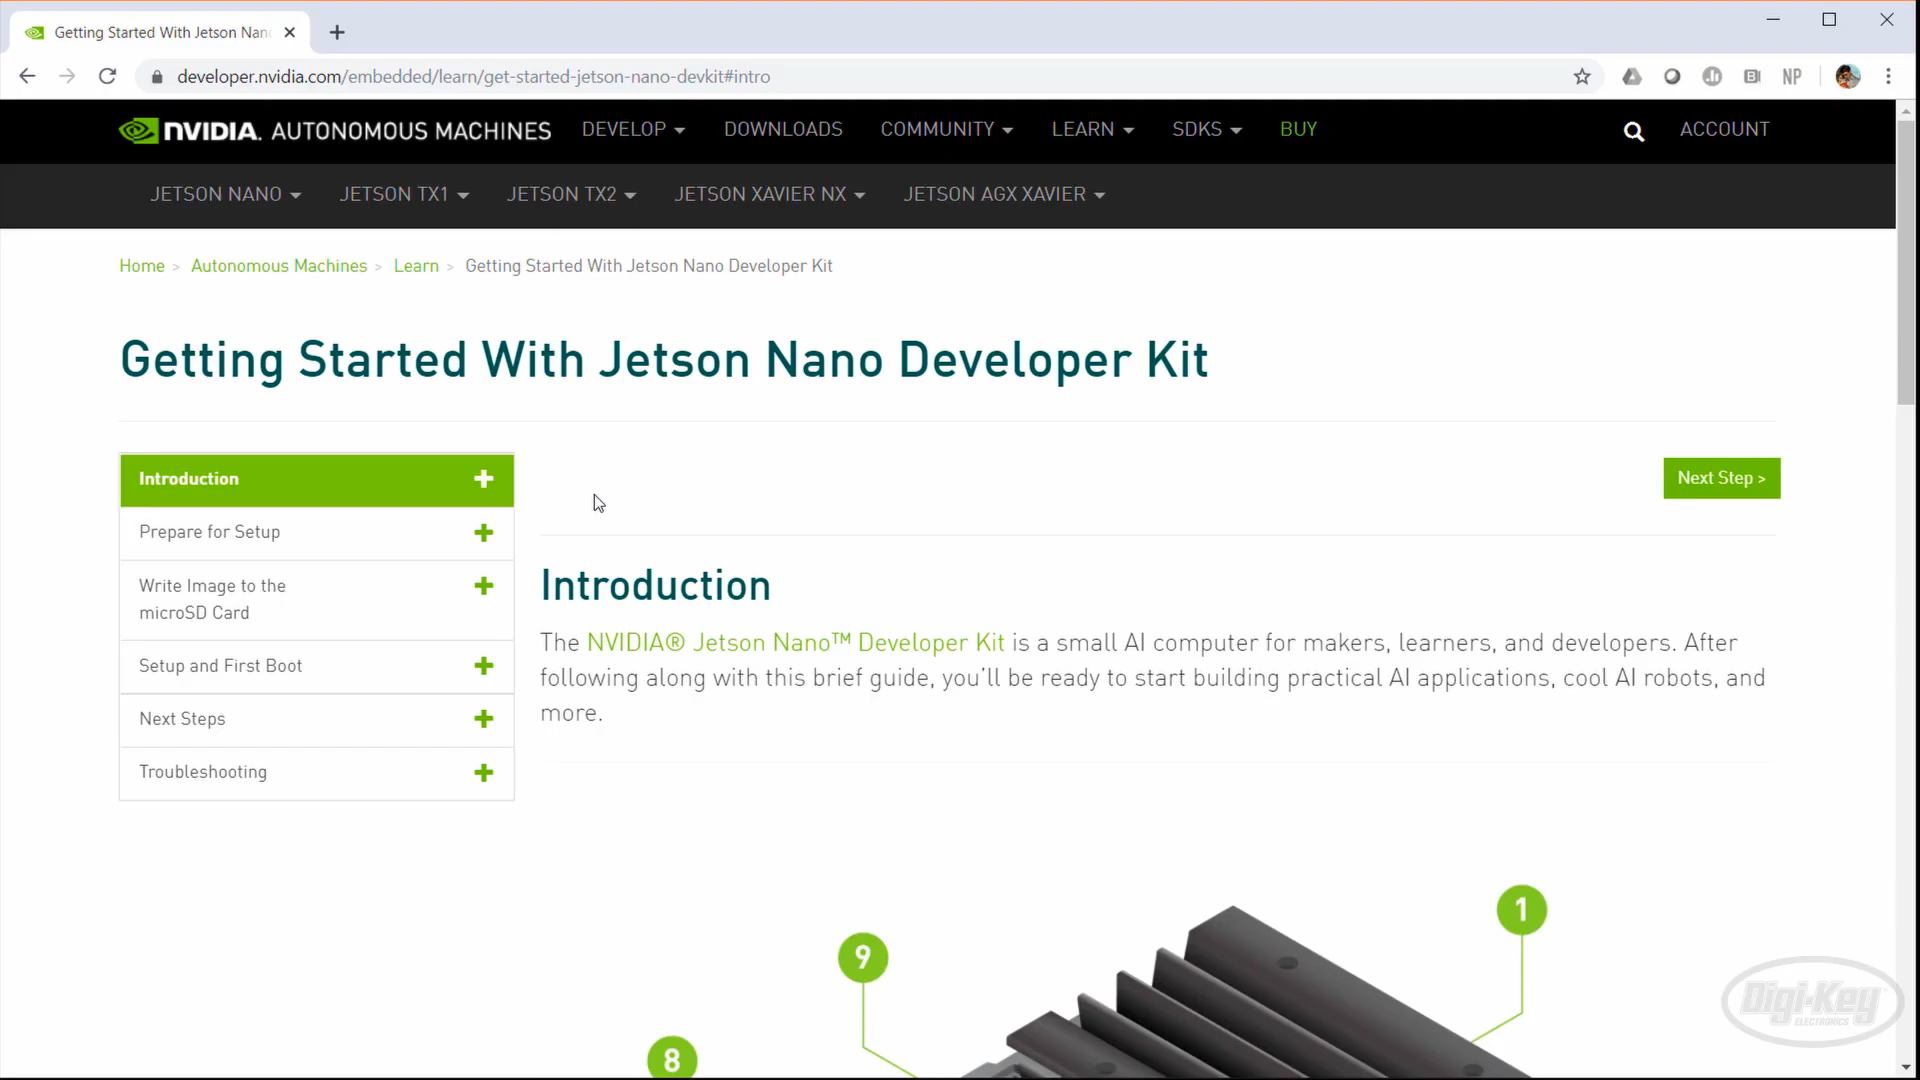 Getting Started With Jetson Nan
developer.nvidia.com/embedded/learn/get-started-jetson-nano-devkit#intro
NP
NVIDIA. AUTONOMOUS MACHINES DEVELOP DOWNLOADS COMMUNITY LEARN SDKS BUY ACCOUNT
JETSON NANO JETSON TX1 JETSON TX2 JETSON XAVIER NX JETSON AGX XAVIER
Home > Autonomous Machines > Learn > Getting Started With Jetson Nano Developer Kit
Getting Started With Jetson Nano Developer Kit
Introduction
Next Step >
Prepare for Setup
Write Image to the
microSD Card
Setup and First Boot
Next Steps
Troubleshooting
Introduction
The NVIDIA® Jetson Nano™ Developer Kit is a small AI computer for makers, learners, and developers. After
following along with this brief guide, you'll be ready to start building practical AI applications, cool AI robots, and
more.
1
9
8
Digi-Key
ELECTRONICS